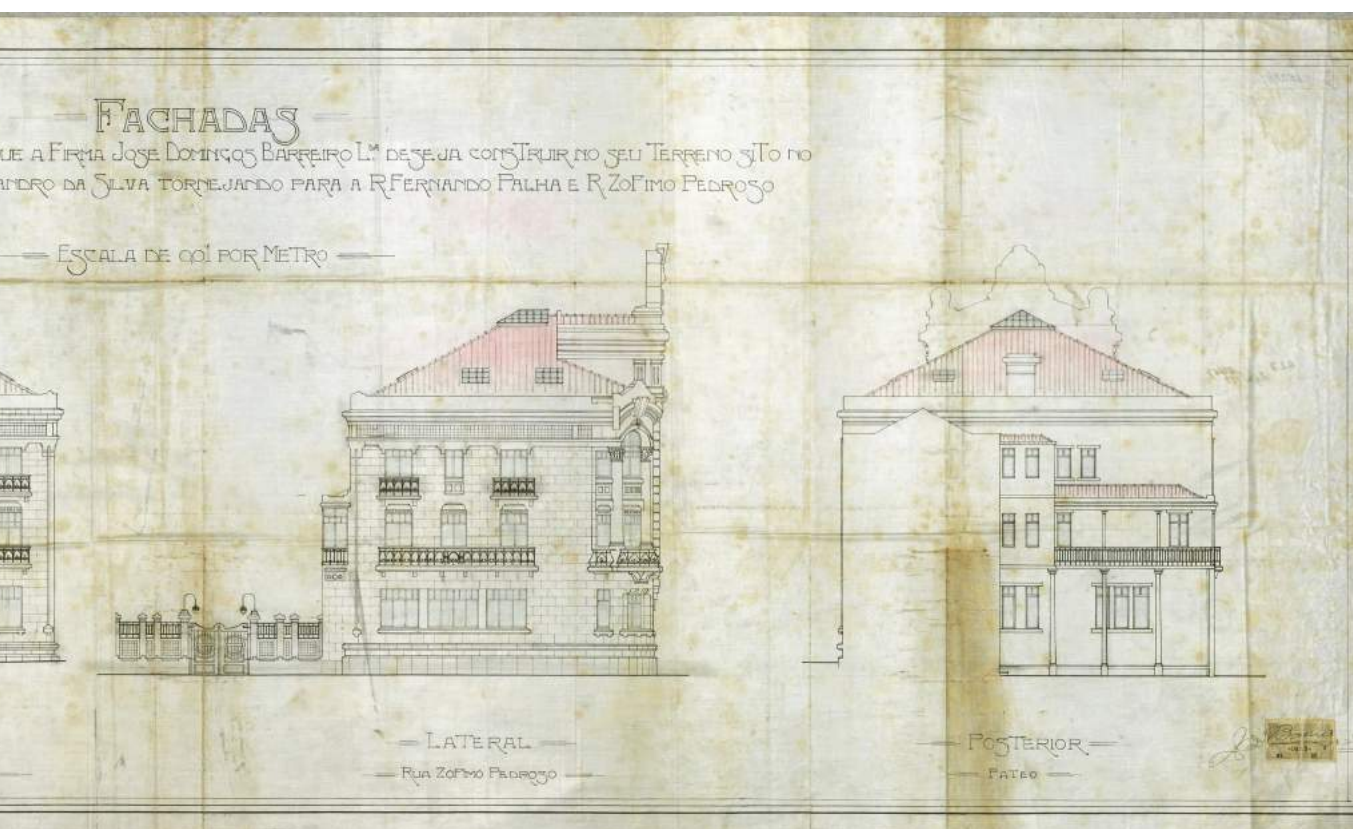 FACHADAS
UE A FIRMA JOSE DOMINGOS BARREIRO L.DA DESEJA CONSTRUIR NO SEU TERRENO SITO NO
ANDRO DA SILVA TORNEJANDO PARA A R FERNANDO PALHA E R. ZOFIMO PEDROSO
ESCALA DE 0,01 POR METRO
LATERAL
RUA ZOFIMO PEDROZO
POSTERIOR
PATEO